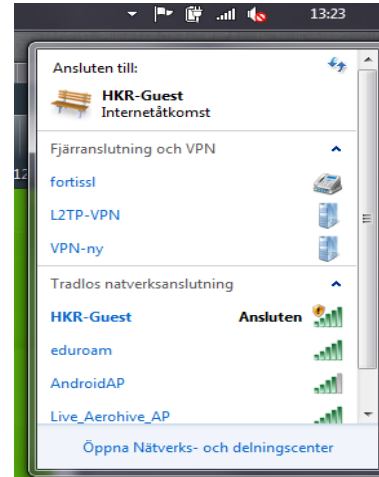 13:23
Ansluten till:
HKR-Guest
Internetåtkomst
Fjärranslutning och VPN
12
fortissl
L2TP-VPN
VPN-ny
Tradlos natverksanslutning
HKR-Guest Ansluten
eduroam
AndroidAP
Live_Aerohive_AP
Öppna Nätverks- och delningscenter